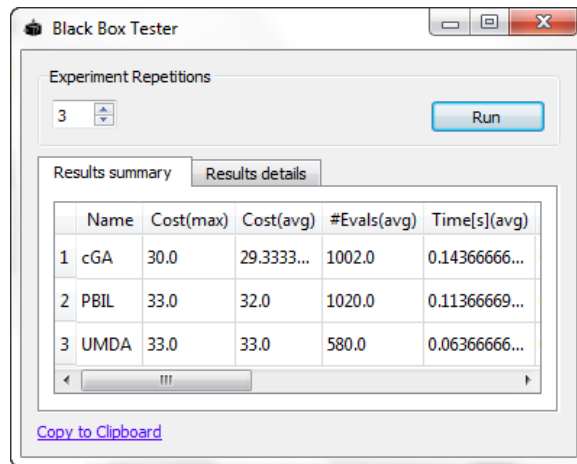 Black Box Tester
Experiment Repetitions
3
Run
Results summary Results details
Name Cost(max) Cost(avg) #Evals(avg) Time[s](avg)
1 cGA 30.0 29.3333... 1002.0 0.14366666...
2 PBIL 33.0 32.0 1020.0 0.11366669...
3 UMDA 33.0 33.0 580.0 0.06366666...
Copy to Clipboard